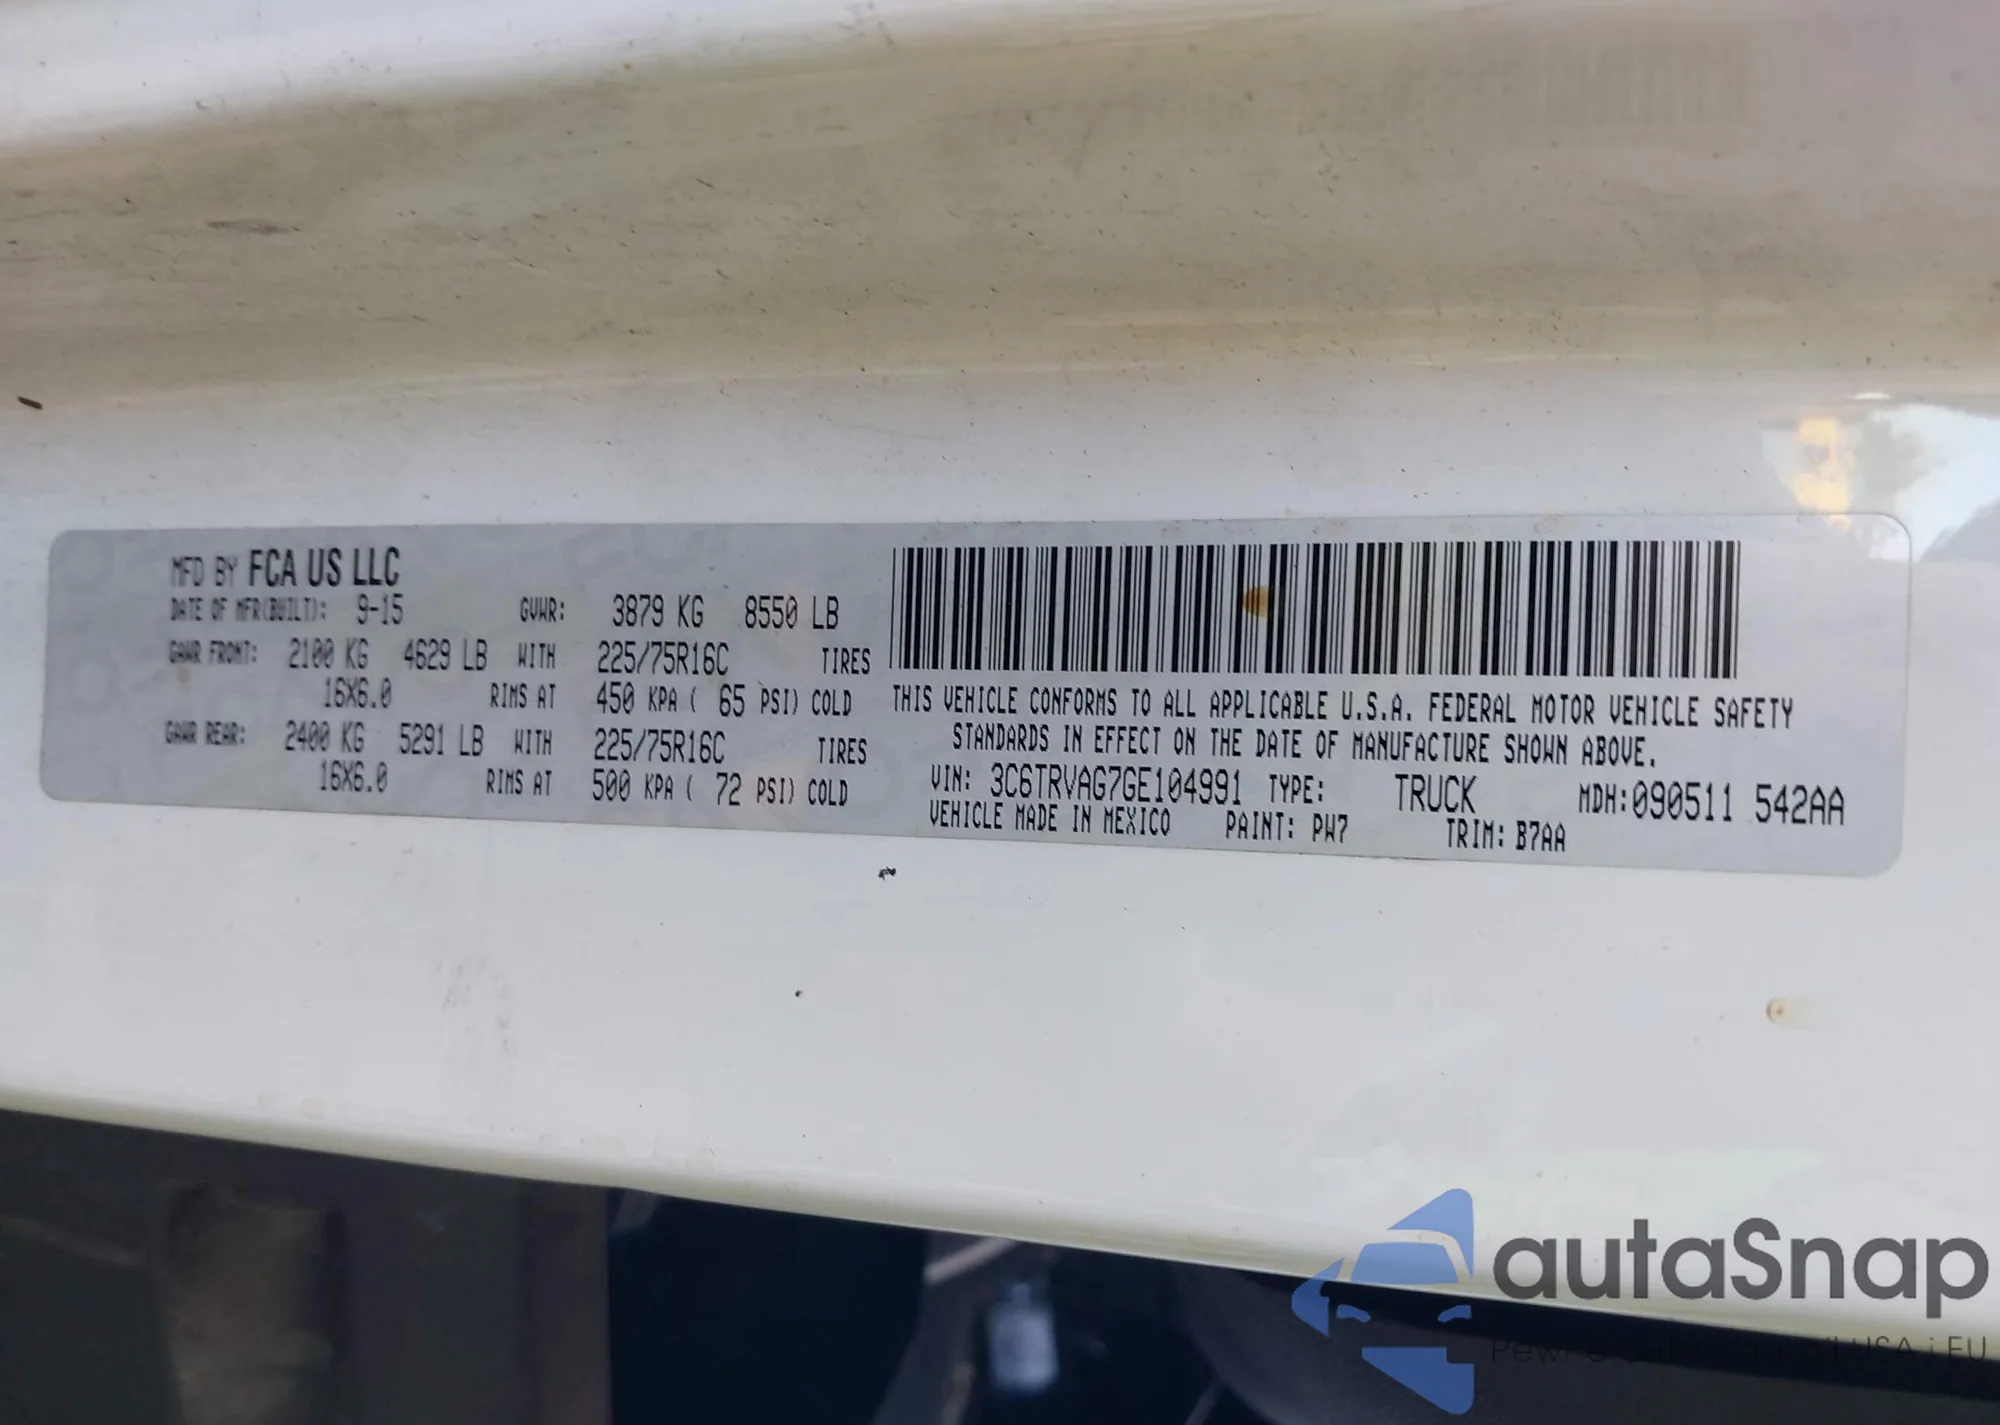 MFD BY FCA US LLC
DATE OF MFR(BUILT): 9-15 GVWR: 3879 KG 8550 LB
GAWR FRONT: 2100 KG 4629 LB WITH 225/75R16C TIRES
16X6.0 RIMS AT 450 KPA ( 65 PSI) COLD
GAWR REAR: 2400 KG 5291 LB WITH 225/75R16C TIRES
16X6.0 RIMS AT 500 KPA ( 72 PSI) COLD
THIS VEHICLE CONFORMS TO ALL APPLICABLE U.S.A. FEDERAL MOTOR VEHICLE SAFETY
STANDARDS IN EFFECT ON THE DATE OF MANUFACTURE SHOWN ABOVE.
VIN: 3C6TRVAG7GE104991 TYPE: TRUCK MDH:090511 542AA
VEHICLE MADE IN MEXICO PAINT: PW7 TRIM: B7AA
autaSnap
USA i EU